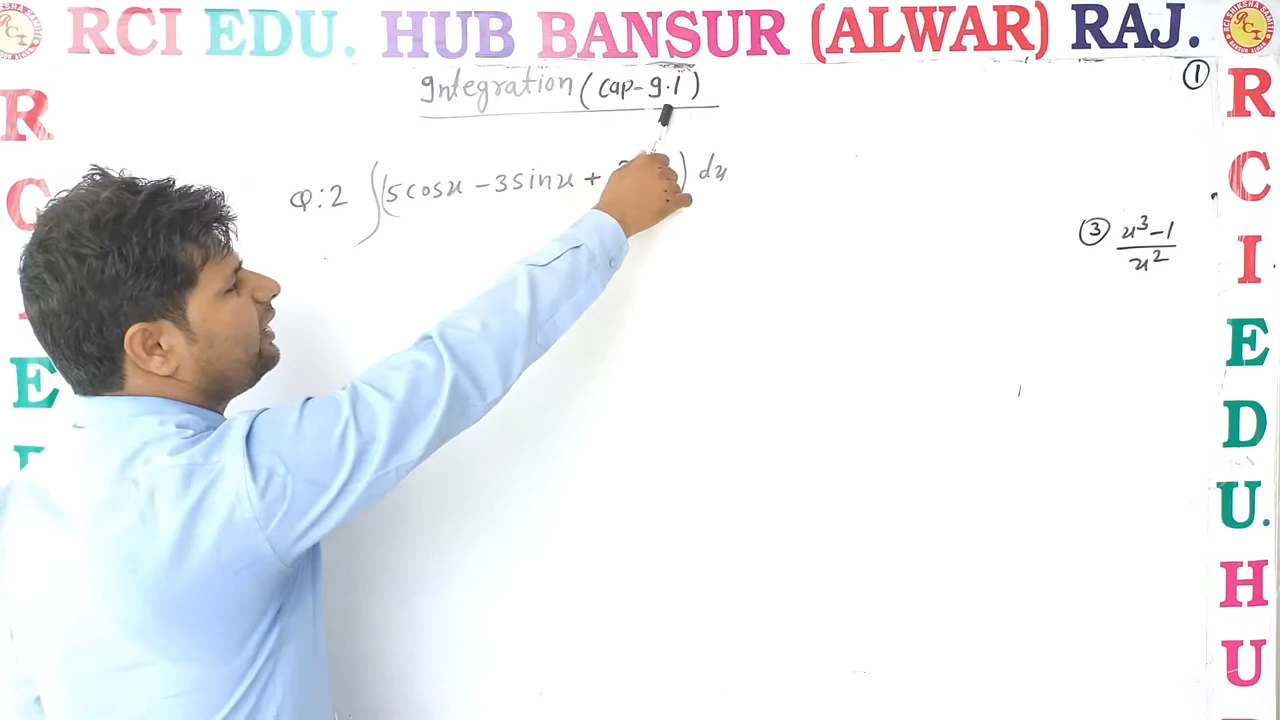 RCI EDU. HUB BANSUR (ALWAR) RAJ.
Integration (Cap-9.1)
①
Q:2 ∫(5cosx - 3sinx + ) dx
③ x³-1
x²
R
C
E
R
C
I
E
D
U.
H
U